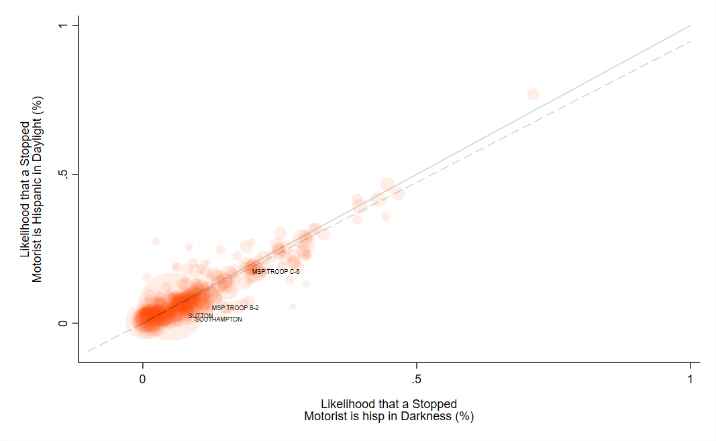 1
.5
0
Likelihood that a Stopped
Motorist is Hispanic in Daylight (%)
MSP TROOP C-5
MSP TROOP B-2
SUTTON
SOUTHAMPTON
0
.5
1
Likelihood that a Stopped
Motorist is hisp in Darkness (%)